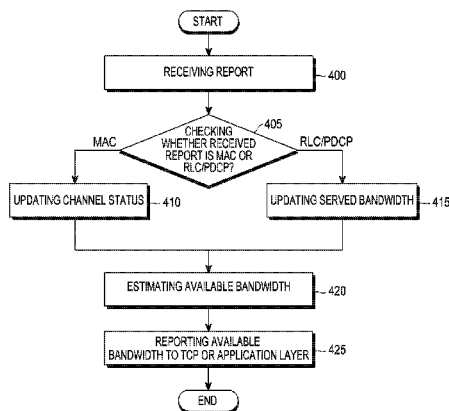 START
RECEIVING REPORT
400
CHECKING
WHETHER RECEIVED
REPORT IS MAC OR
RLC/PDCP?
405
MAC
RLC/PDCP
UPDATING CHANNEL STATUS
410
UPDATING SERVED BANDWIDTH
415
ESTIMATING AVAILABLE BANDWIDTH
420
REPORTING AVAILABLE
BANDWIDTH TO TCP OR APPLICATION LAYER
425
END